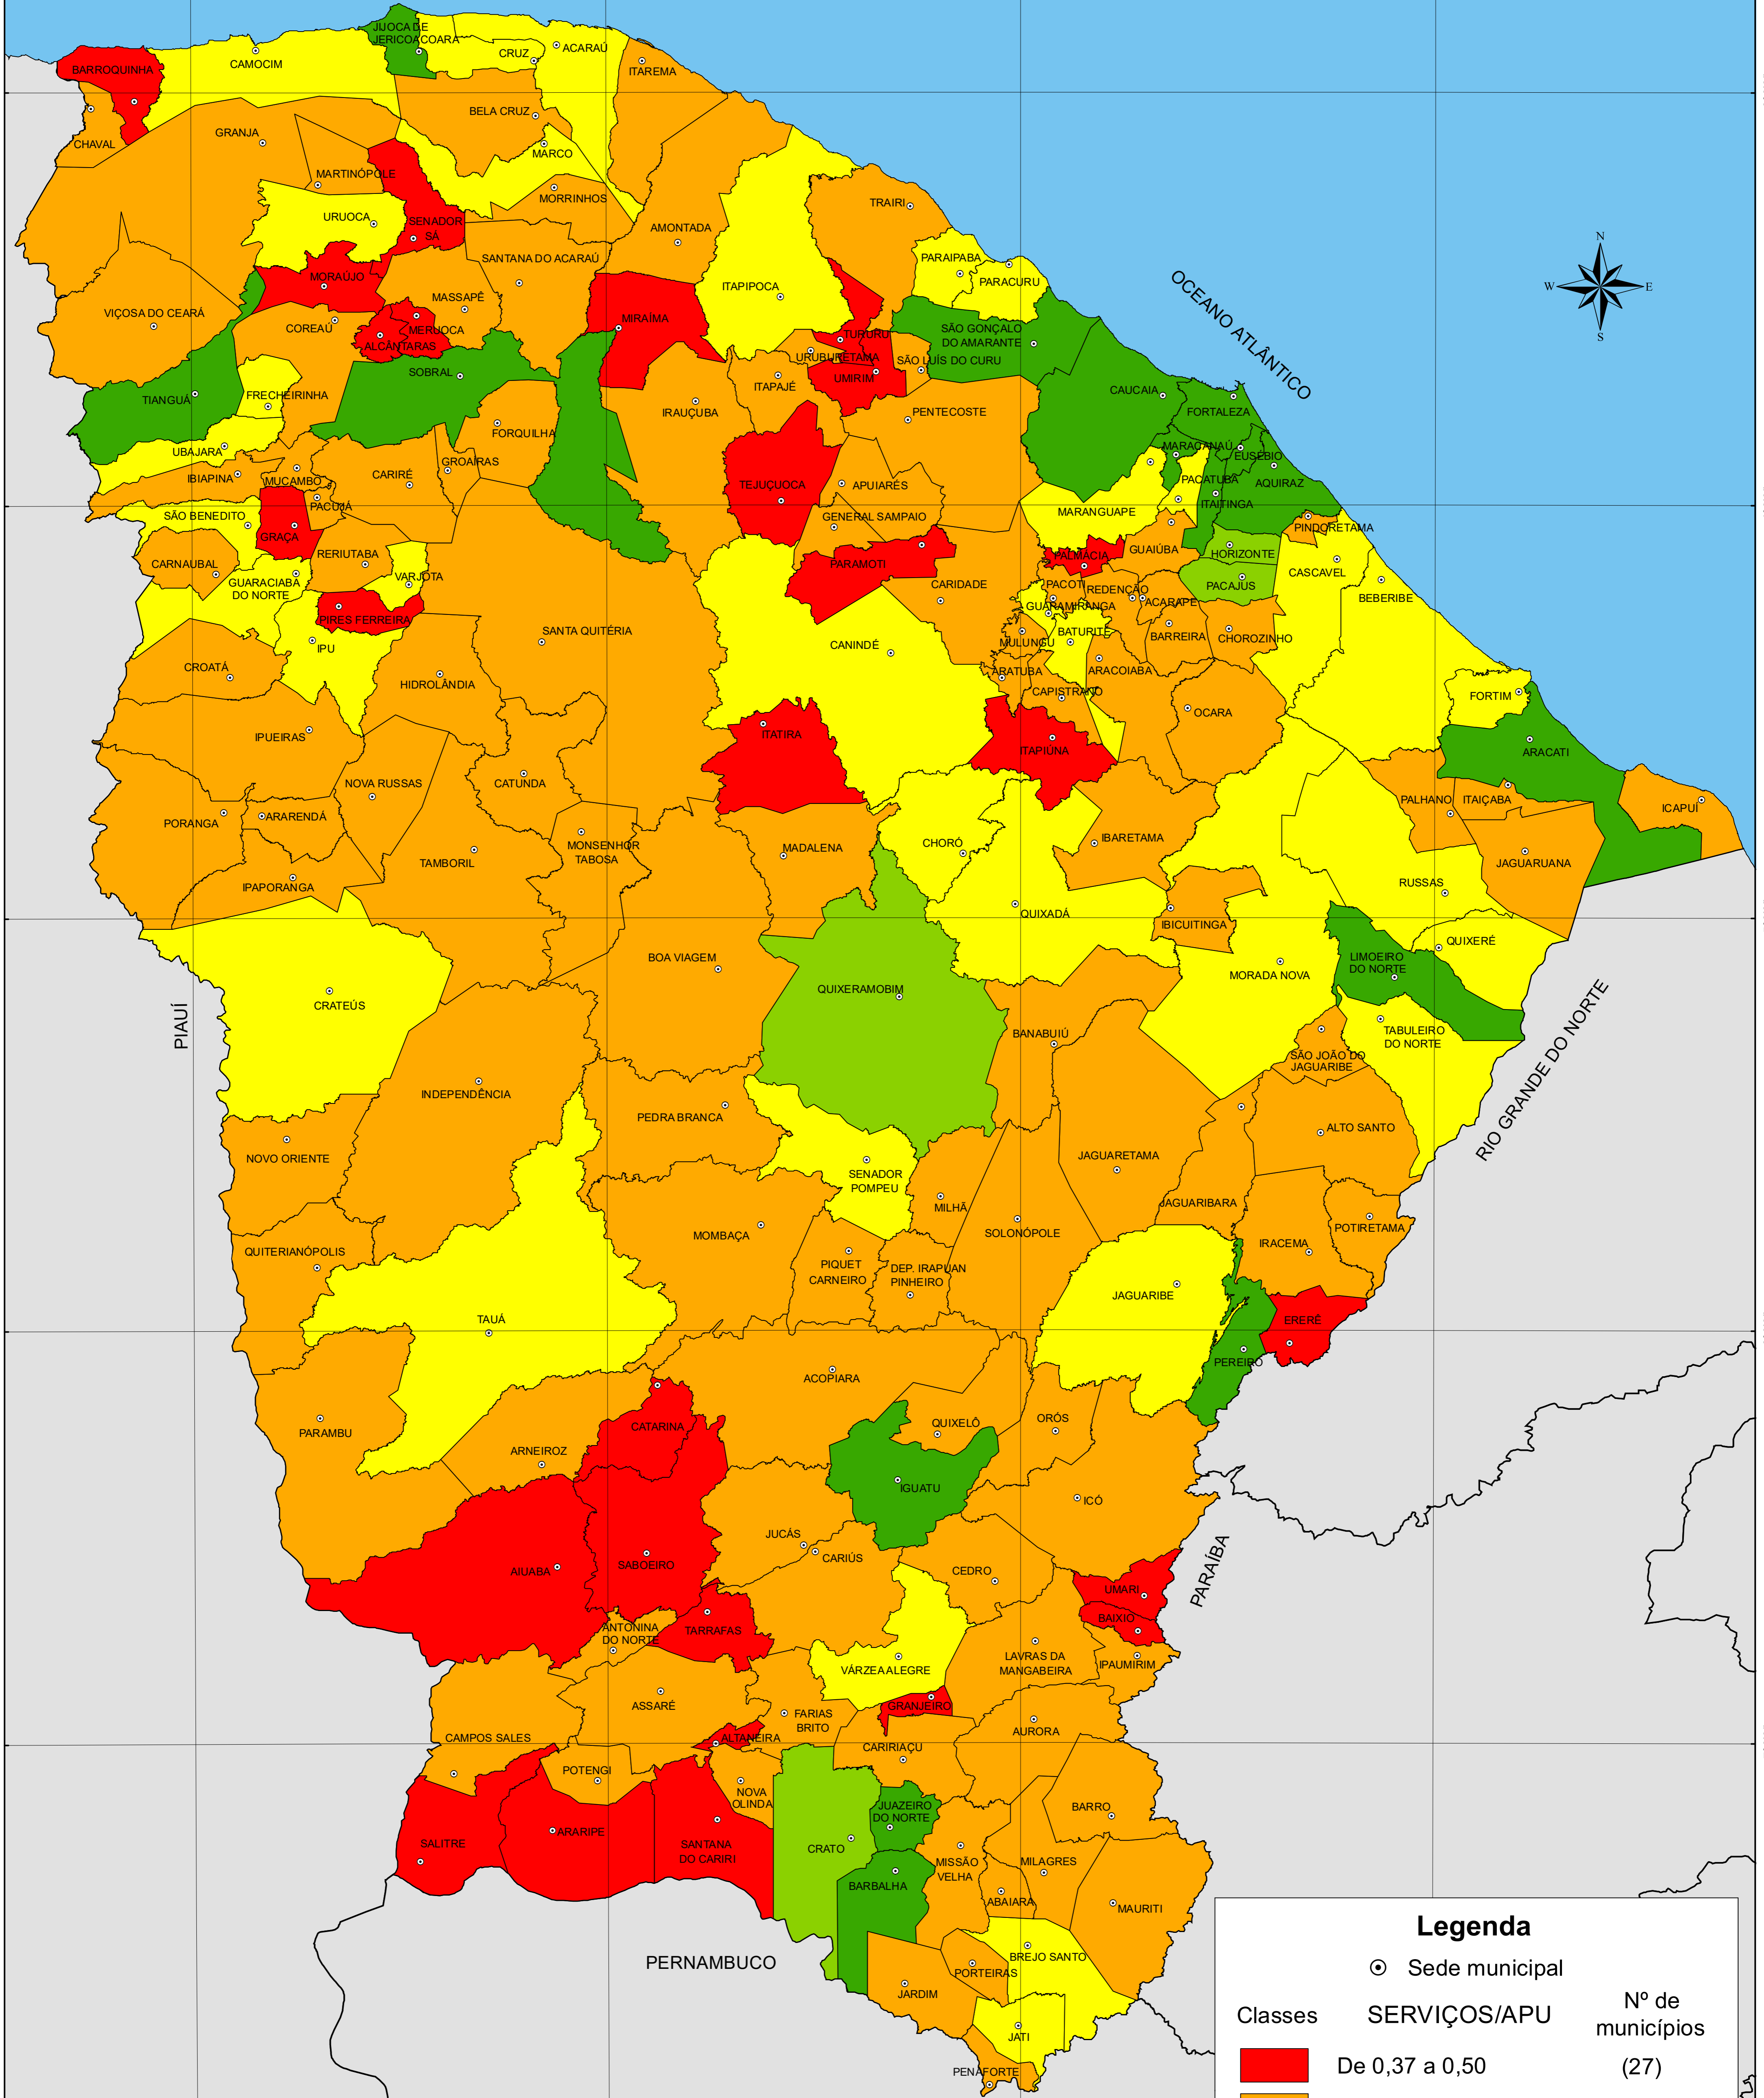 JIJOCA DE
JERICOACOARA
CRUZ
ACARAÚ
BARROQUINHA
CAMOCIM
ITAREMA
BELA CRUZ
CHAVAL
GRANJA
MARCO
MARTINÓPOLE
MORRINHOS
TRAIRI
URUOCA
SENADOR
SÁ
AMONTADA
N
W
E
S
OCEANO ATLÂNTICO
SANTANA DO ACARAÚ
PARAIPABA
MORAÚJO
PARACURU
ITAPIPOCA
MASSAPÊ
VIÇOSA DO CEARÁ
COREAÚ
MERUOCA
MIRAÍMA
SÃO GONÇALO
DO AMARANTE
ALCÂNTARAS
TURURU
URUBURETAMA
SÃO LUÍS DO CURU
SOBRAL
UMIRIM
ITAPAJÉ
CAUCAIA
TIANGUÁ
FRECHEIRINHA
IRAUÇUBA
PENTECOSTE
FORTALEZA
FORQUILHA
UBAJARA
MARACANAÚ
EUSÉBIO
GROAÍRAS
IBIAPINA
MUCAMBO
CARIRÉ
TEJUÇUOCA
APUIARÉS
PACATUBA
AQUIRAZ
PACUJÁ
ITAITINGA
SÃO BENEDITO
GENERAL SAMPAIO
MARANGUAPE
PINDORETAMA
GRAÇA
RERIUTABA
PALMÁCIA
GUAIÚBA
HORIZONTE
CARNAUBAL
PARAMOTI
CASCAVEL
GUARACIABA
DO NORTE
VARJOTA
CARIDADE
PACOTI
REDENÇÃO
PACAJUS
BEBERIBE
GUARAMIRANGA
ACARAPE
PIRES FERREIRA
SANTA QUITÉRIA
BATURITÉ
BARREIRA
CHOROZINHO
IPU
CANINDÉ
MULUNGU
CROATÁ
HIDROLÂNDIA
ARATUBA
ARACOIABA
CAPISTRANO
FORTIM
OCARA
IPUEIRAS
ITATIRA
ITAPIÚNA
ARACATI
NOVA RUSSAS
CATUNDA
PALHANO
ITAIÇABA
ICAPUÍ
PORANGA
ARARENDÁ
MONSENHOR
TABOSA
MADALENA
CHORÓ
IBARETAMA
TAMBORIL
JAGUARUANA
IPAPORANGA
RUSSAS
QUIXADÁ
IBICUITINGA
QUIXERÉ
BOA VIAGEM
LIMOEIRO
DO NORTE
MORADA NOVA
QUIXERAMOBIM
CRATEÚS
PIAUÍ
BANABUIÚ
TABULEIRO
DO NORTE
RIO GRANDE DO NORTE
SÃO JOÃO DO
JAGUARIBE
INDEPENDÊNCIA
PEDRA BRANCA
ALTO SANTO
NOVO ORIENTE
JAGUARETAMA
SENADOR
POMPEU
MILHÃ
JAGUARIBARA
POTIRETAMA
MOMBAÇA
SOLONÓPOLE
IRACEMA
QUITERIANÓPOLIS
PIQUET
CARNEIRO
DEP. IRAPUAN
PINHEIRO
JAGUARIBE
TAUÁ
ERERÊ
PEREIRO
ACOPIARA
CATARINA
QUIXELÔ
ORÓS
PARAMBU
ARNEIROZ
IGUATU
ICÓ
JUCÁS
CARIÚS
AIUABA
SABOEIRO
CEDRO
PARAÍBA
UMARI
BAIXIO
ANTONINA
DO NORTE
TARRAFAS
LAVRAS DA
MANGABEIRA
IPAUMIRIM
VÁRZEA ALEGRE
ASSARÉ
GRANJEIRO
FARIAS
BRITO
AURORA
CAMPOS SALES
ALTANEIRA
CARIRIAÇU
POTENGI
NOVA
OLINDA
JUAZEIRO
DO NORTE
BARRO
ARARIPE
SALITRE
SANTANA
DO CARIRI
CRATO
MISSÃO
VELHA
MILAGRES
BARBALHA
ABAIARA
MAURITI
BREJO SANTO
PERNAMBUCO
PORTEIRAS
JARDIM
JATI
PENAFORTE
Legenda
Sede municipal
Classes SERVIÇOS/APU Nº de
municípios
De 0,37 a 0,50 (27)